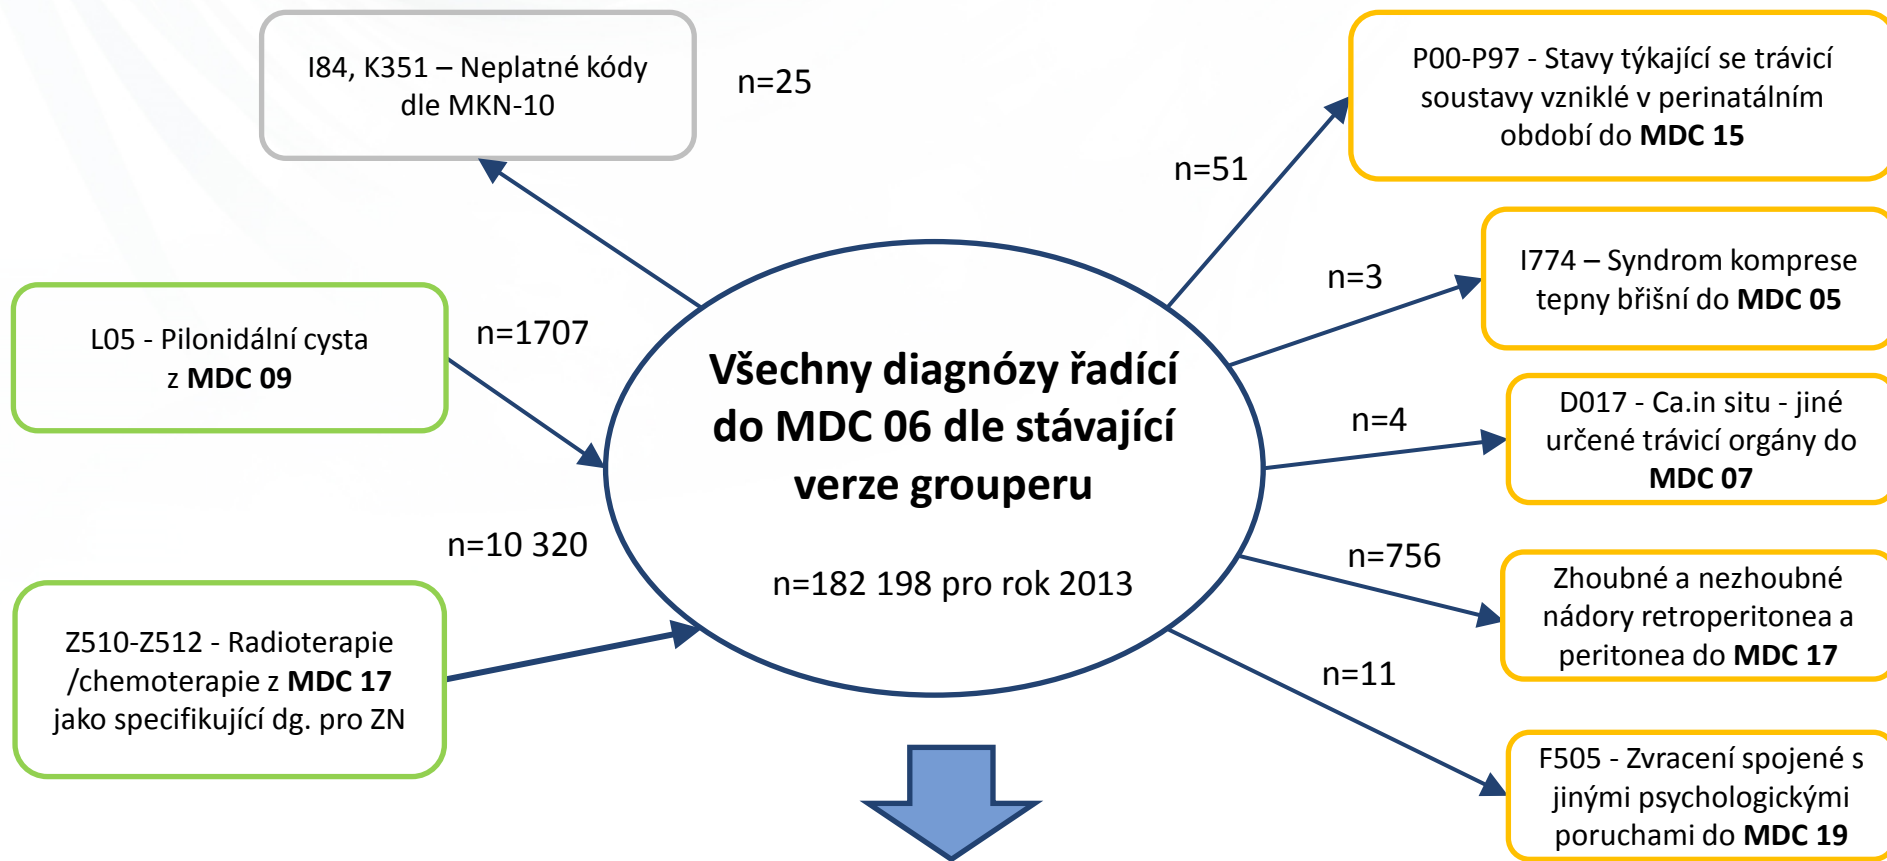 I84, K351 – Neplatné kódy
dle MKN-10
n=25
L05 - Pilonidální cysta
z MDC 09
n=1707
n=10 320
Z510-Z512 - Radioterapie
/chemoterapie z MDC 17
jako specifikující dg. pro ZN
Všechny diagnózy řadící
do MDC 06 dle stávající
verze grouperu
n=182 198 pro rok 2013
n=51
P00-P97 - Stavy týkající se trávicí
soustavy vzniklé v perinatálním
období do MDC 15
n=3
I774 – Syndrom komprese
tepny břišní do MDC 05
n=4
D017 - Ca.in situ - jiné
určené trávicí orgány do
MDC 07
n=756
Zhoubné a nezhoubné
nádory retroperitonea a
peritonea do MDC 17
n=11
F505 - Zvracení spojené s
jinými psychologickými
poruchami do MDC 19